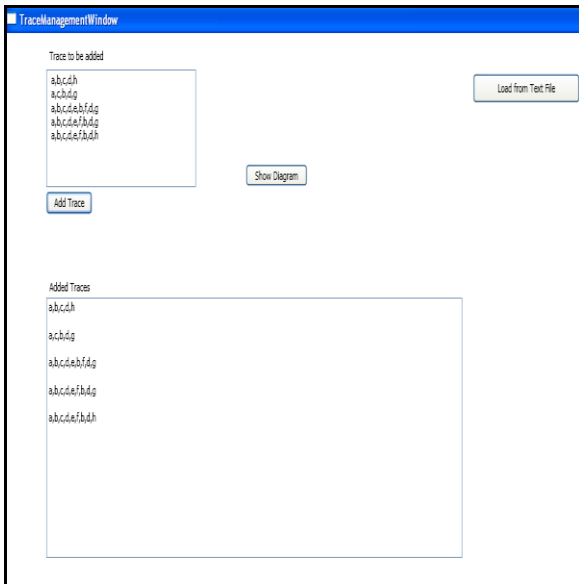 TraceManagementWindow
Trace to be added
a,b,c,d,h
a,c,b,d,g
a,b,c,d,e,b,f,d,g
a,b,c,d,e,f,b,d,g
a,b,c,d,e,f,b,d,h
Load from Text File
Show Diagram
Add Trace
Added Traces
a,b,c,d,h
a,c,b,d,g
a,b,c,d,e,b,f,d,g
a,b,c,d,e,f,b,d,g
a,b,c,d,e,f,b,d,h